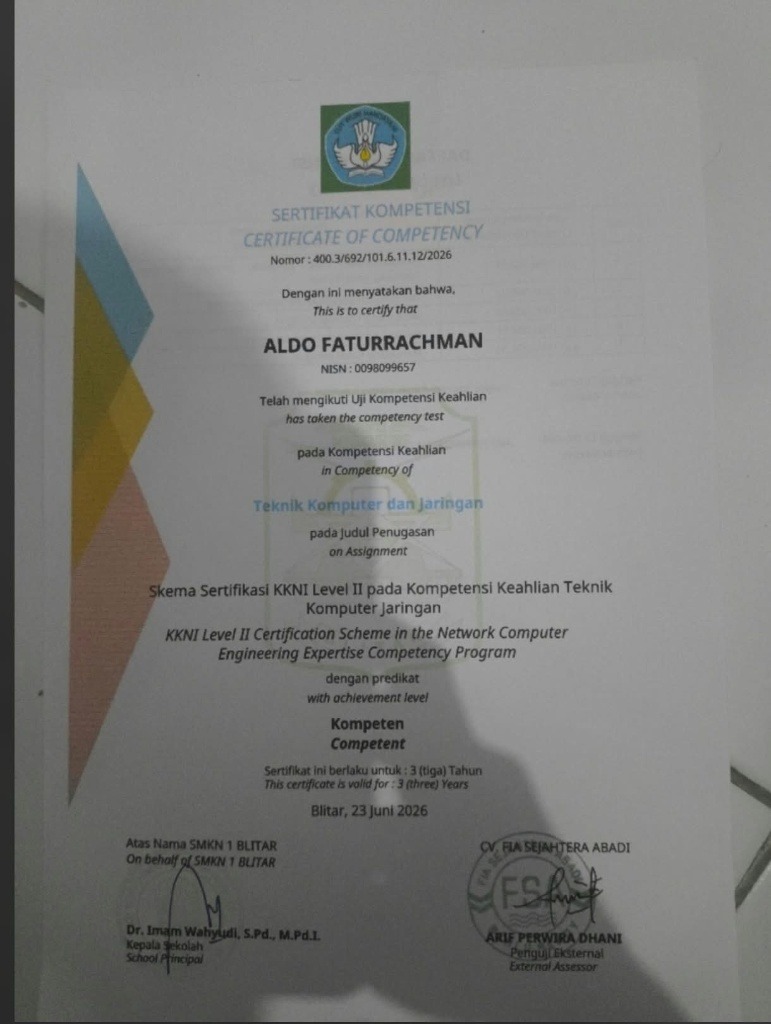 TUT WURI HANDAYANI
SERTIFIKAT KOMPETENSI
CERTIFICATE OF COMPETENCY
Nomor : 400.3/692/101.6.11.12/2026
Dengan ini menyatakan bahwa,
This is to certify that
ALDO FATURRACHMAN
NISN : 0098099657
Telah mengikuti Uji Kompetensi Keahlian
has taken the competency test
pada Kompetensi Keahlian
in Competency of
Teknik Komputer dan Jaringan
pada Judul Penugasan
on Assignment
Skema Sertifikasi KKNI Level II pada Kompetensi Keahlian Teknik
Komputer Jaringan
KKNI Level II Certification Scheme in the Network Computer
Engineering Expertise Competency Program
dengan predikat
with achievement level
Kompeten
Competent
Sertifikat ini berlaku untuk : 3 (tiga) Tahun
This certificate is valid for : 3 (three) Years
Blitar, 23 Juni 2026
Atas Nama SMKN 1 BLITAR
On behalf of SMKN 1 BLITAR
Dr. Imam Wahyudi, S.Pd., M.Pd.I.
Kepala Sekolah
School Principal
CV. FIA SEJAHTERA ABADI
FSA
ARIF PERWIRA DHANI
Penguji Eksternal
External Assessor